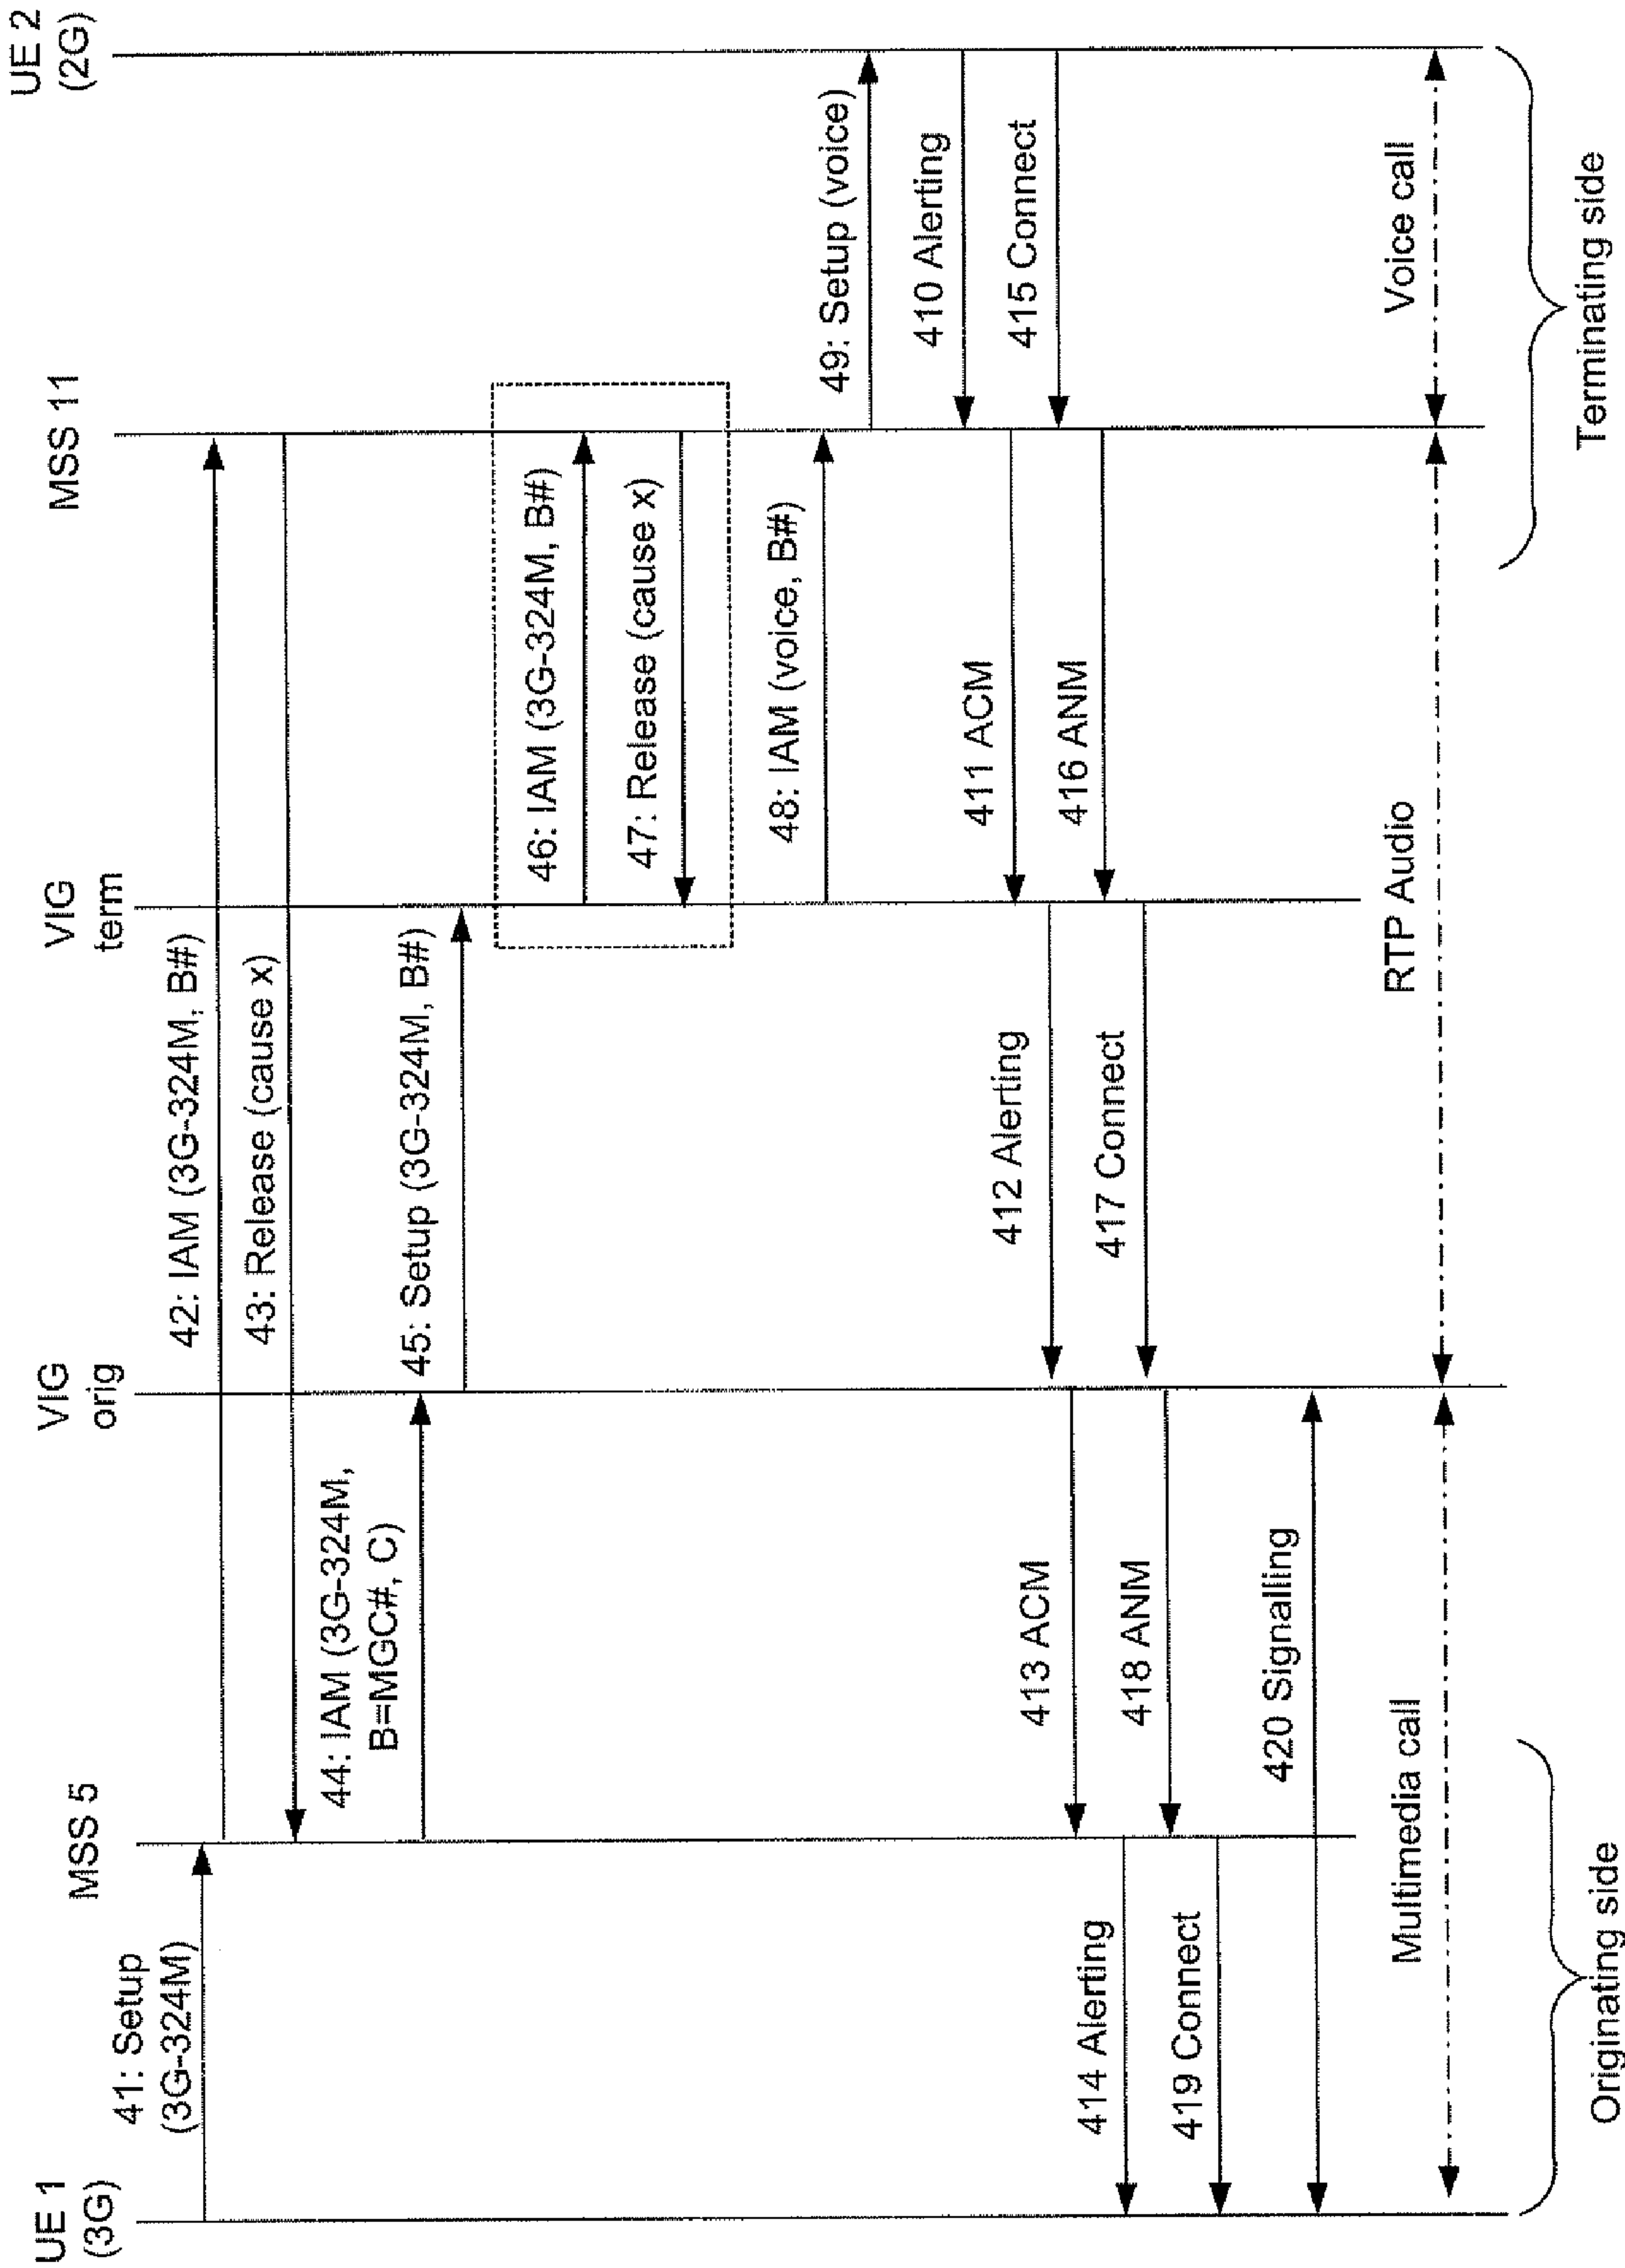 UE 1
(3G)
MSS 5
VIG
orig
VIG
term
MSS 11
UE 2
(2G)
41: Setup
(3G-324M)
42: IAM (3G-324M, B#)
43: Release (cause x)
44: IAM (3G-324M,
B=MGC#, C)
45: Setup (3G-324M, B#)
46: IAM (3G-324M, B#)
47: Release (cause x)
48: IAM (voice, B#)
49: Setup (voice)
410 Alerting
411 ACM
412 Alerting
413 ACM
414 Alerting
415 Connect
416 ANM
417 Connect
418 ANM
419 Connect
420 Signalling
Multimedia call
RTP Audio
Voice call
Originating side
Terminating side